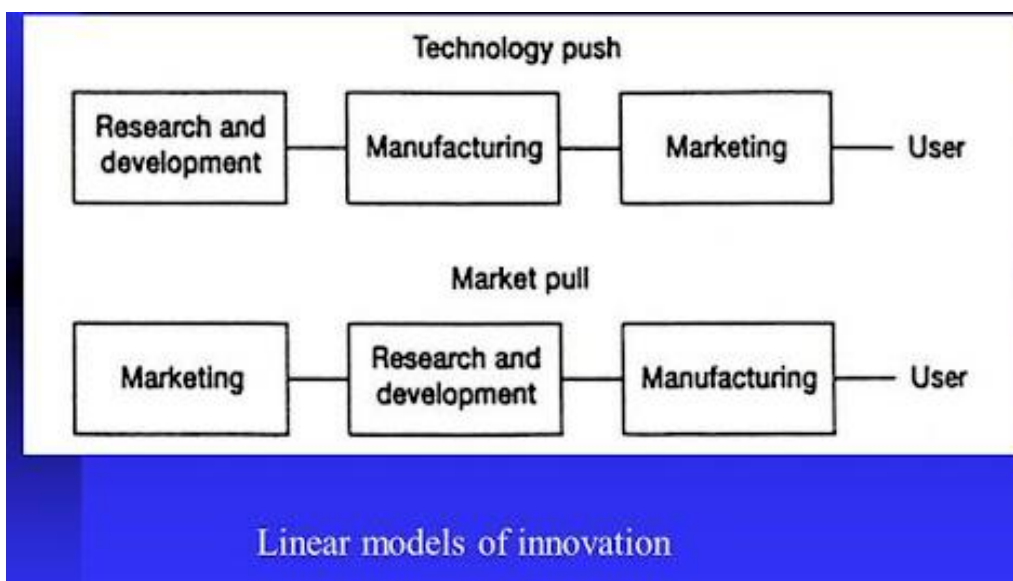 Technology push
Research and
development
Manufacturing
Marketing
User
Market pull
Marketing
Research and
development
Manufacturing
User
Linear models of innovation